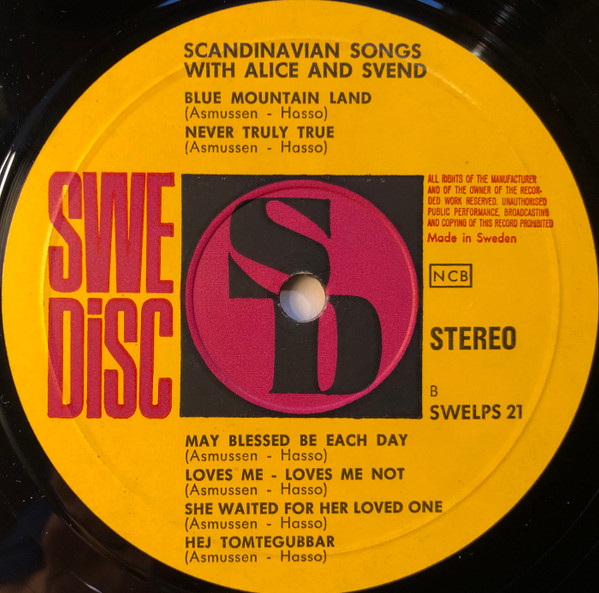 SCANDINAVIAN SONGS
WITH ALICE AND SVEND
BLUE MOUNTAIN LAND
(Asmussen - Hasso)
NEVER TRULY TRUE
(Asmussen - Hasso)
SWE
DiSC
SD
ALL RIGHTS OF THE MANUFACTURER
AND OF THE OWNER OF THE RECOR-
DED WORK RESERVED. UNAUTHORISED
PUBLIC PERFORMANCE, BROADCASTING
AND COPYING OF THIS RECORD PROHIBITED
Made in Sweden
NCB
STEREO
B
SWELPS 21
MAY BLESSED BE EACH DAY
(Asmussen - Hasso)
LOVES ME - LOVES ME NOT
(Asmussen - Hasso)
SHE WAITED FOR HER LOVED ONE
(Asmussen - Hasso)
HEJ TOMTEGUBBAR
(Asmussen - Hasso)